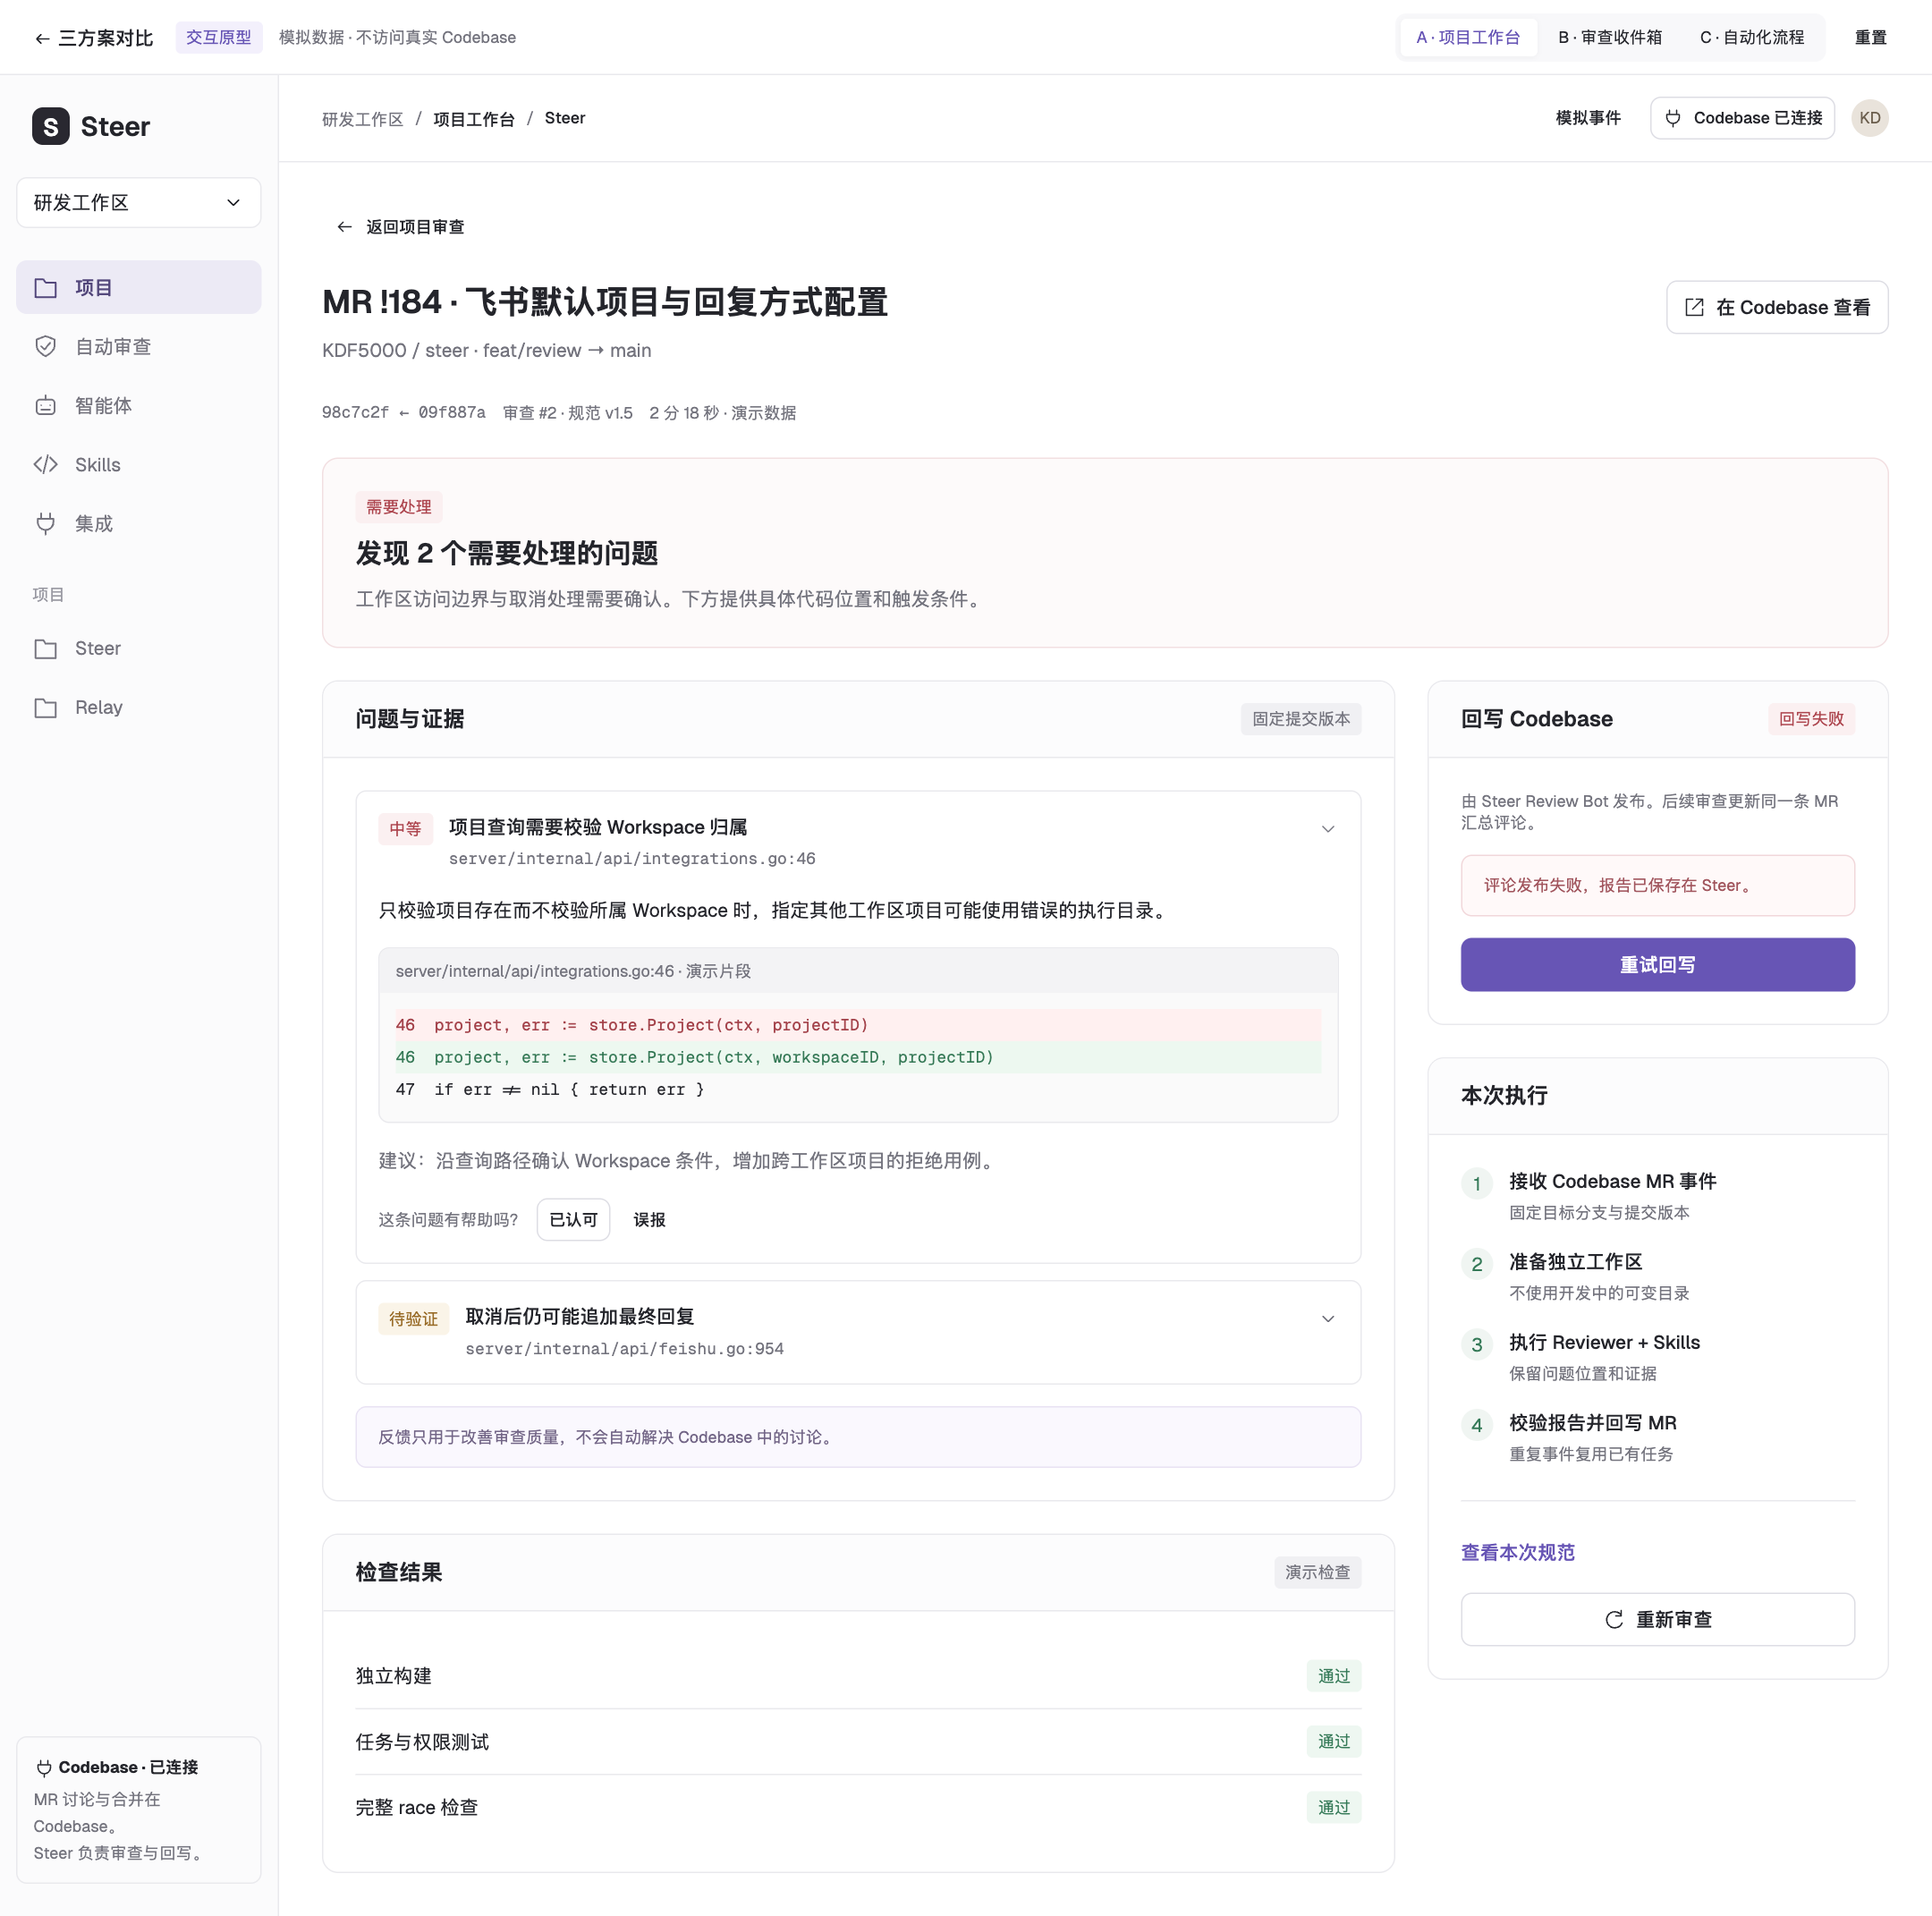 ← 三方案对比
交互原型
模拟数据 · 不访问真实 Codebase
A · 项目工作台
B · 审查收件箱
C · 自动化流程
重置
S Steer
研发工作区
项目
自动审查
智能体
Skills
集成
项目
Steer
Relay
Codebase · 已连接
MR 讨论与合并在
Codebase。
Steer 负责审查与回写。
研发工作区 / 项目工作台 / Steer
模拟事件
Codebase 已连接
KD
← 返回项目审查
MR !184 · 飞书默认项目与回复方式配置
KDF5000 / steer · feat/review → main
在 Codebase 查看
98c7c2f ← 09f887a 审查 #2 · 规范 v1.5 2 分 18 秒 · 演示数据
需要处理
发现 2 个需要处理的问题
工作区访问边界与取消处理需要确认。下方提供具体代码位置和触发条件。
问题与证据
固定提交版本
中等
项目查询需要校验 Workspace 归属
server/internal/api/integrations.go:46
只校验项目存在而不校验所属 Workspace 时，指定其他工作区项目可能使用错误的执行目录。
server/internal/api/integrations.go:46 · 演示片段
46 project, err := store.Project(ctx, projectID)
46 project, err := store.Project(ctx, workspaceID, projectID)
47 if err != nil { return err }
建议：沿查询路径确认 Workspace 条件，增加跨工作区项目的拒绝用例。
这条问题有帮助吗？
已认可
误报
待验证
取消后仍可能追加最终回复
server/internal/api/feishu.go:954
反馈只用于改善审查质量，不会自动解决 Codebase 中的讨论。
检查结果
演示检查
独立构建
通过
任务与权限测试
通过
完整 race 检查
通过
回写 Codebase
回写失败
由 Steer Review Bot 发布。后续审查更新同一条 MR
汇总评论。
评论发布失败，报告已保存在 Steer。
重试回写
本次执行
1 接收 Codebase MR 事件
固定目标分支与提交版本
2 准备独立工作区
不使用开发中的可变目录
3 执行 Reviewer + Skills
保留问题位置和证据
4 校验报告并回写 MR
重复事件复用已有任务
查看本次规范
重新审查